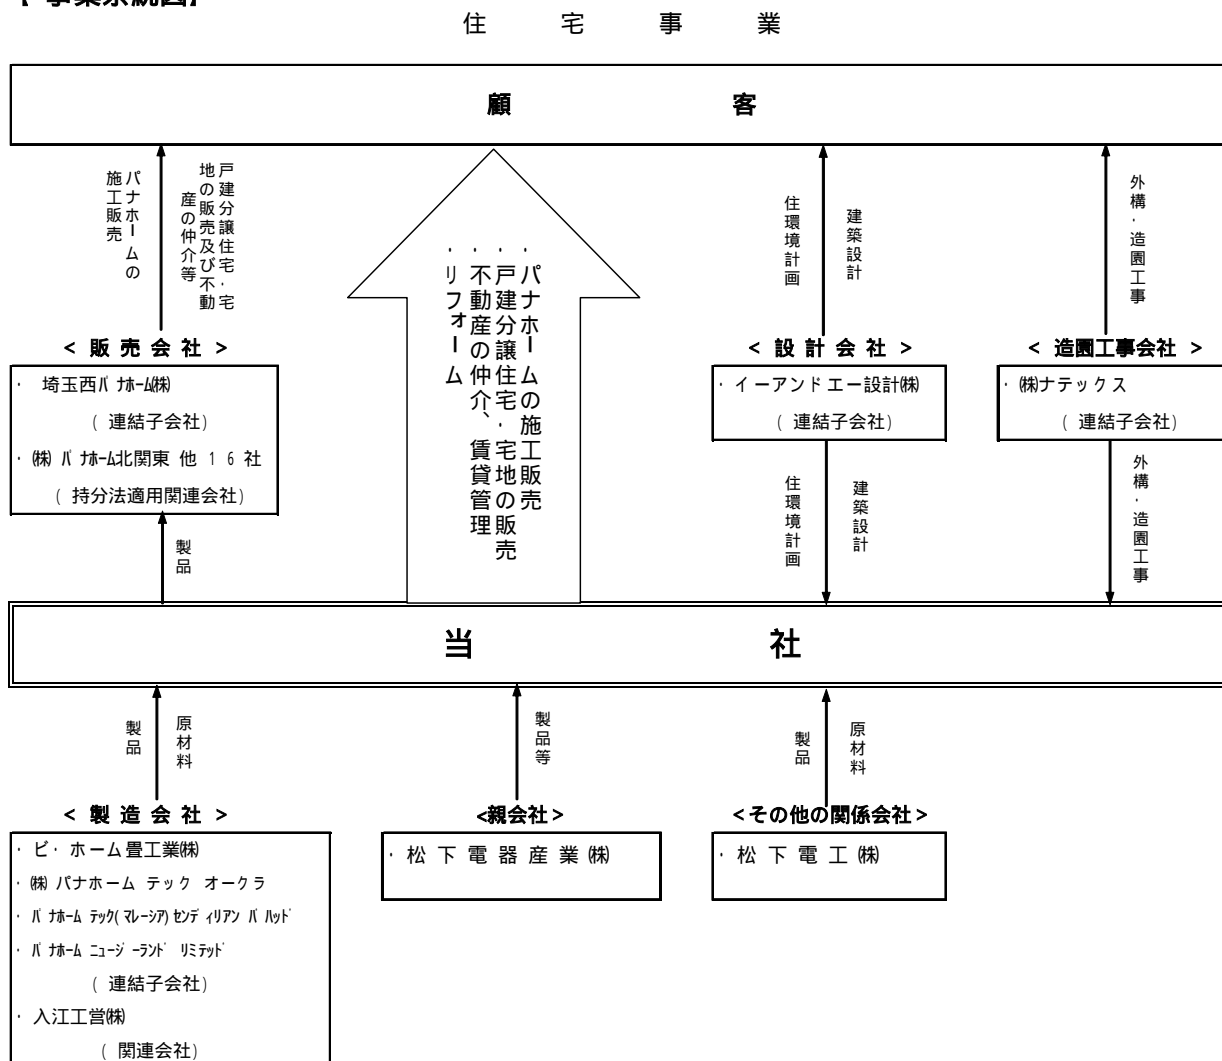 【 事業系統図】
住 宅 事 業
顧 客
パナホームの
施工販売
戸建分譲住宅・宅
地の販売及び不動
産の仲介等
・パナホームの施工販売
・戸建分譲住宅・宅地の販売
・不動産の仲介、賃貸管理
・リフォーム
住環境計画
建築設計
外構・造園工事
< 販 売 会 社 >
・ 埼玉西パナホーム㈱
( 連結子会社)
・㈱ パナホーム北関東 他 1 6 社
( 持分法適用関連会社)
< 設 計 会 社 >
・イーアンドエー設計㈱
( 連結子会社)
< 造園工事会社 >
・㈱ナテックス
( 連結子会社)
製品
住環境計画
建築設計
外構・造園工事
当 社
製品
原材料
製品等
製品
原材料
< 製 造 会 社 >
・ ビ・ホーム畳工業㈱
・㈱ パナホーム テック オークラ
・ パナホーム テック(マレーシア) センディリアン バハッド
・ パナホーム ニュージーランド リミテッド
( 連結子会社)
・ 入江工営㈱
( 関連会社)
<親会社>
・松 下 電 器 産 業 ㈱
<その他の関係会社>
・松 下 電 工 ㈱